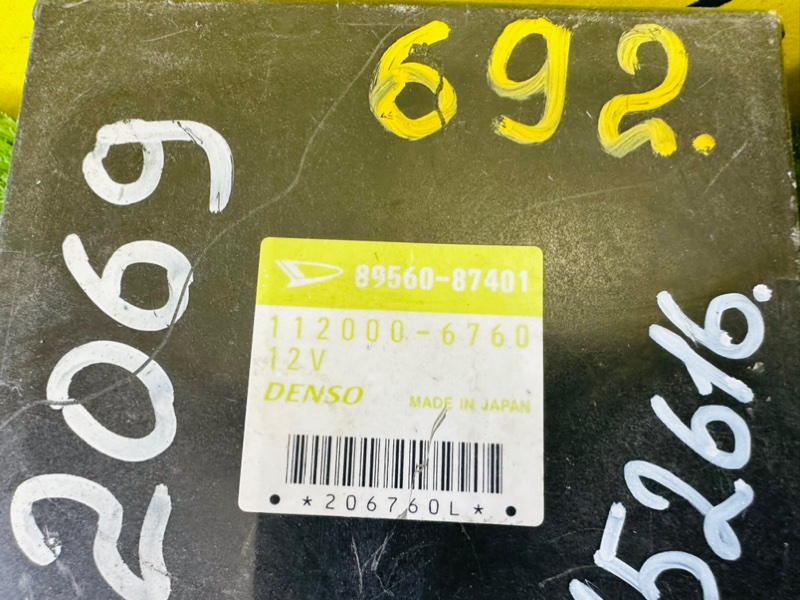 692.
2069
89560-87401
112000-6760
12V
DENSO
MADE IN JAPAN
*206760L*
52616.